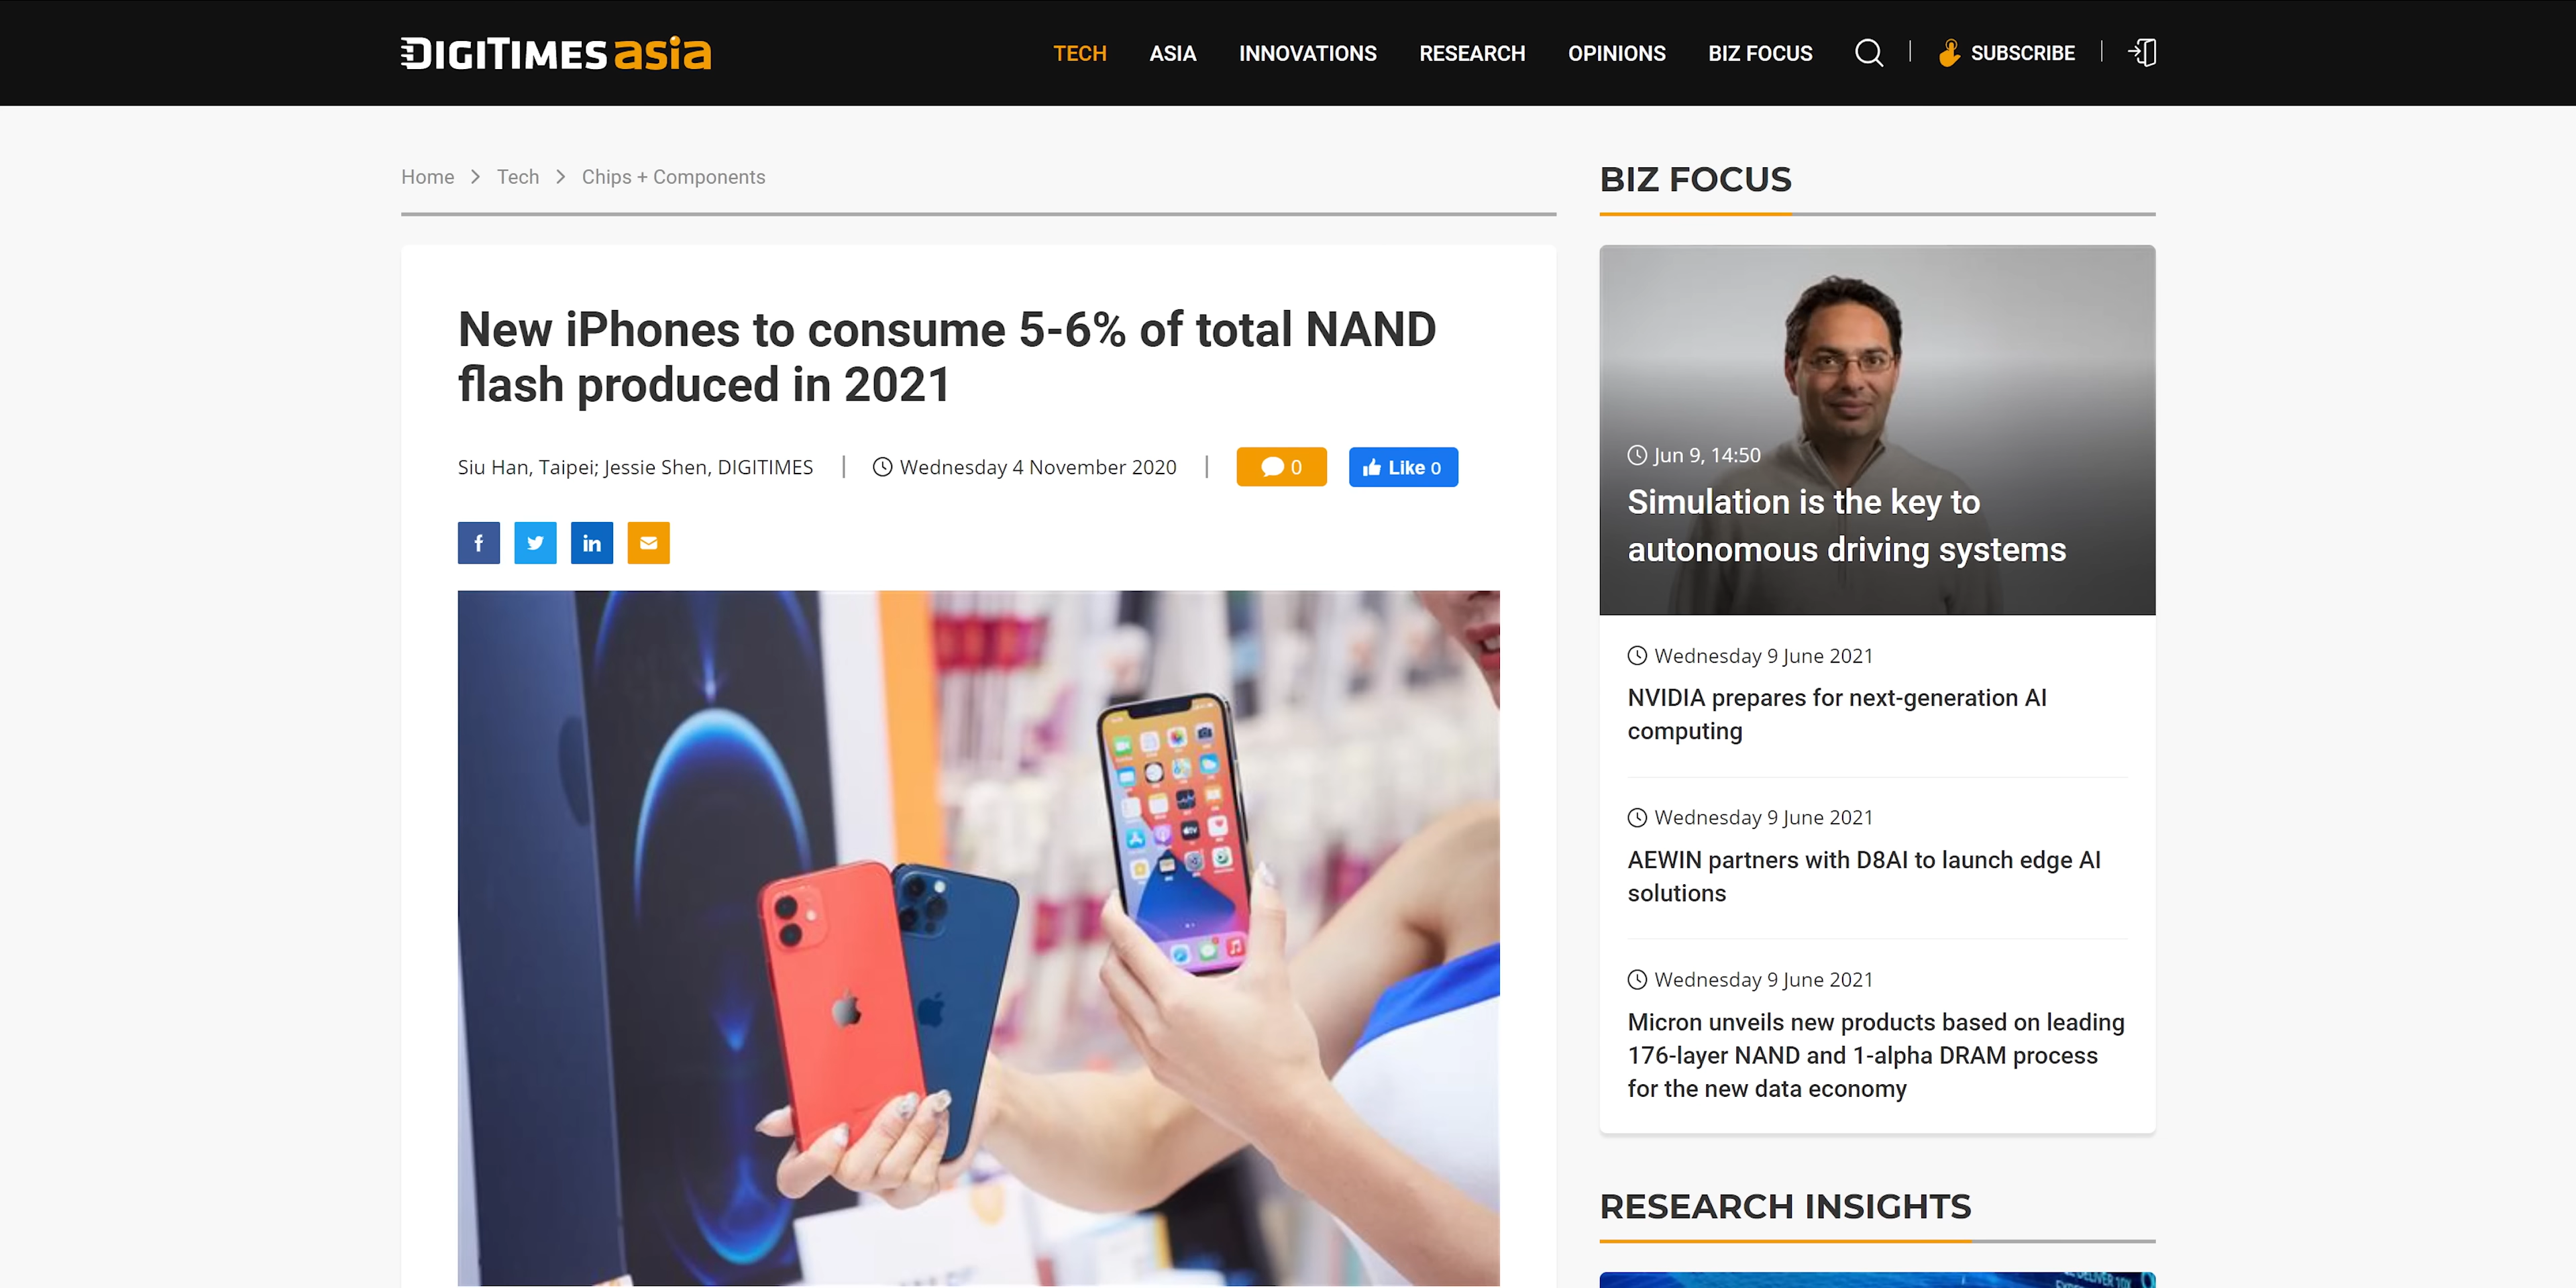 DIGITIMES asia
TECH ASIA INNOVATIONS RESEARCH OPINIONS BIZ FOCUS SUBSCRIBE
Home > Tech > Chips + Components
New iPhones to consume 5-6% of total NAND
flash produced in 2021
Siu Han, Taipei; Jessie Shen, DIGITIMES | Wednesday 4 November 2020 | 0 Like 0
BIZ FOCUS
Jun 9, 14:50
Simulation is the key to
autonomous driving systems
Wednesday 9 June 2021
NVIDIA prepares for next-generation AI
computing
Wednesday 9 June 2021
AEWIN partners with D8AI to launch edge AI
solutions
Wednesday 9 June 2021
Micron unveils new products based on leading
176-layer NAND and 1-alpha DRAM process
for the new data economy
RESEARCH INSIGHTS